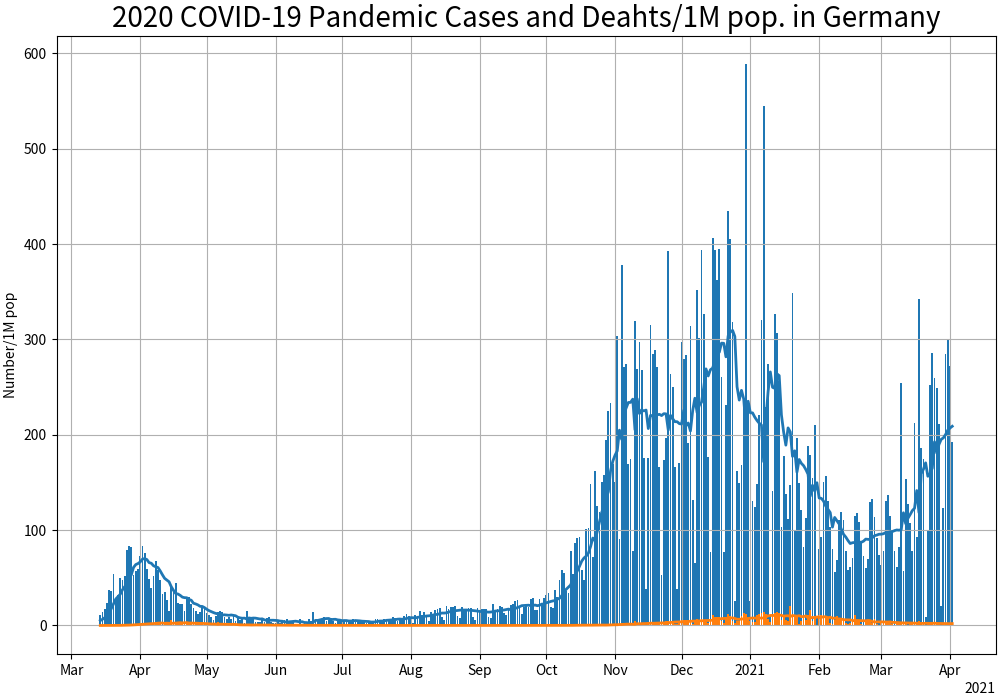 2020 COVID-19 Pandemic Cases and Deahts/1M pop. in Germany
Number/1M pop
600
500
400
300
200
100
0
Mar Apr May Jun Jul Aug Sep Oct Nov Dec 2021 Feb Mar Apr
2021